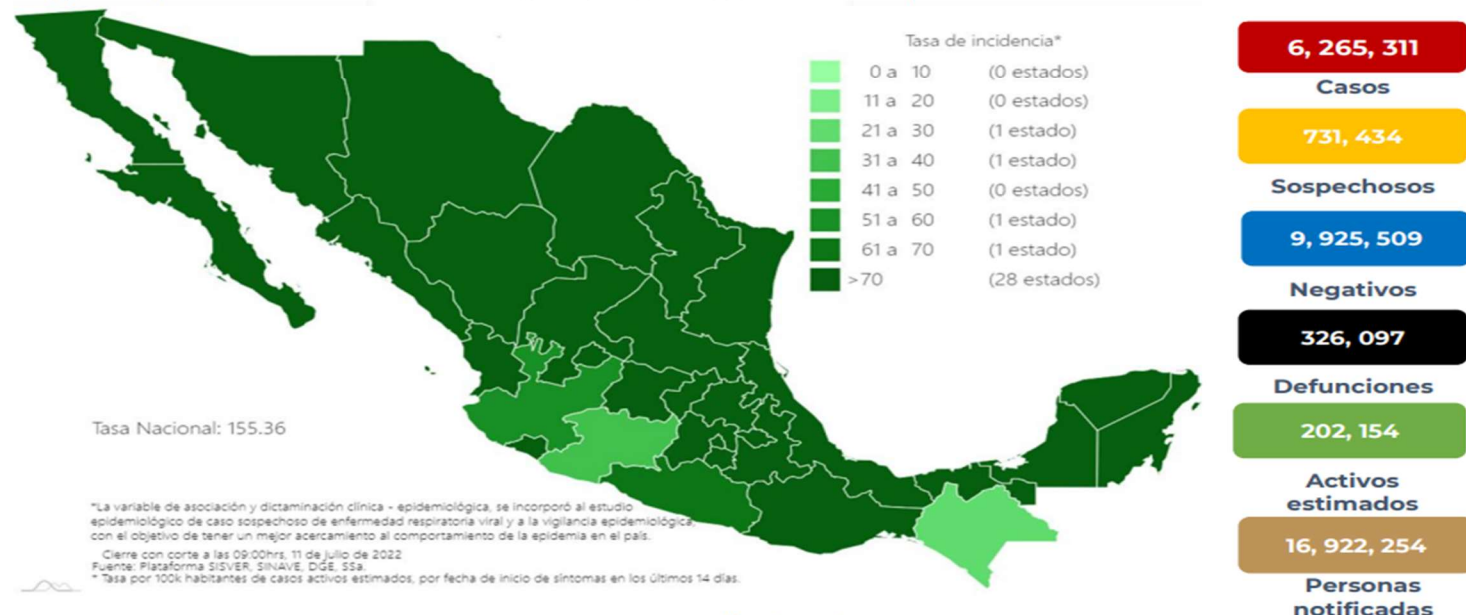 Tasa de incidencia*
0 a 10 (0 estados)
11 a 20 (0 estados)
21 a 30 (1 estado)
31 a 40 (1 estado)
41 a 50 (0 estados)
51 a 60 (1 estado)
61 a 70 (1 estado)
>70 (28 estados)
Tasa Nacional: 155.36
*La variable de asociación y dictaminación clínica - epidemiológica, se incorporó al estudio
epidemiológico de caso sospechoso de enfermedad respiratoria viral y a la vigilancia epidemiológica,
con el objetivo de tener un mejor acercamiento al comportamiento de la epidemia en el país.
Cierre con corte a las 09:00hrs, 11 de julio de 2022
Fuente: Plataforma SISVER, SINAVE, DGE, SSa.
* Tasa por 100k habitantes de casos activos estimados, por fecha de inicio de síntomas en los últimos 14 días.
6, 265, 311
Casos
731, 434
Sospechosos
9, 925, 509
Negativos
326, 097
Defunciones
202, 154
Activos
estimados
16, 922, 254
Personas
notificadas